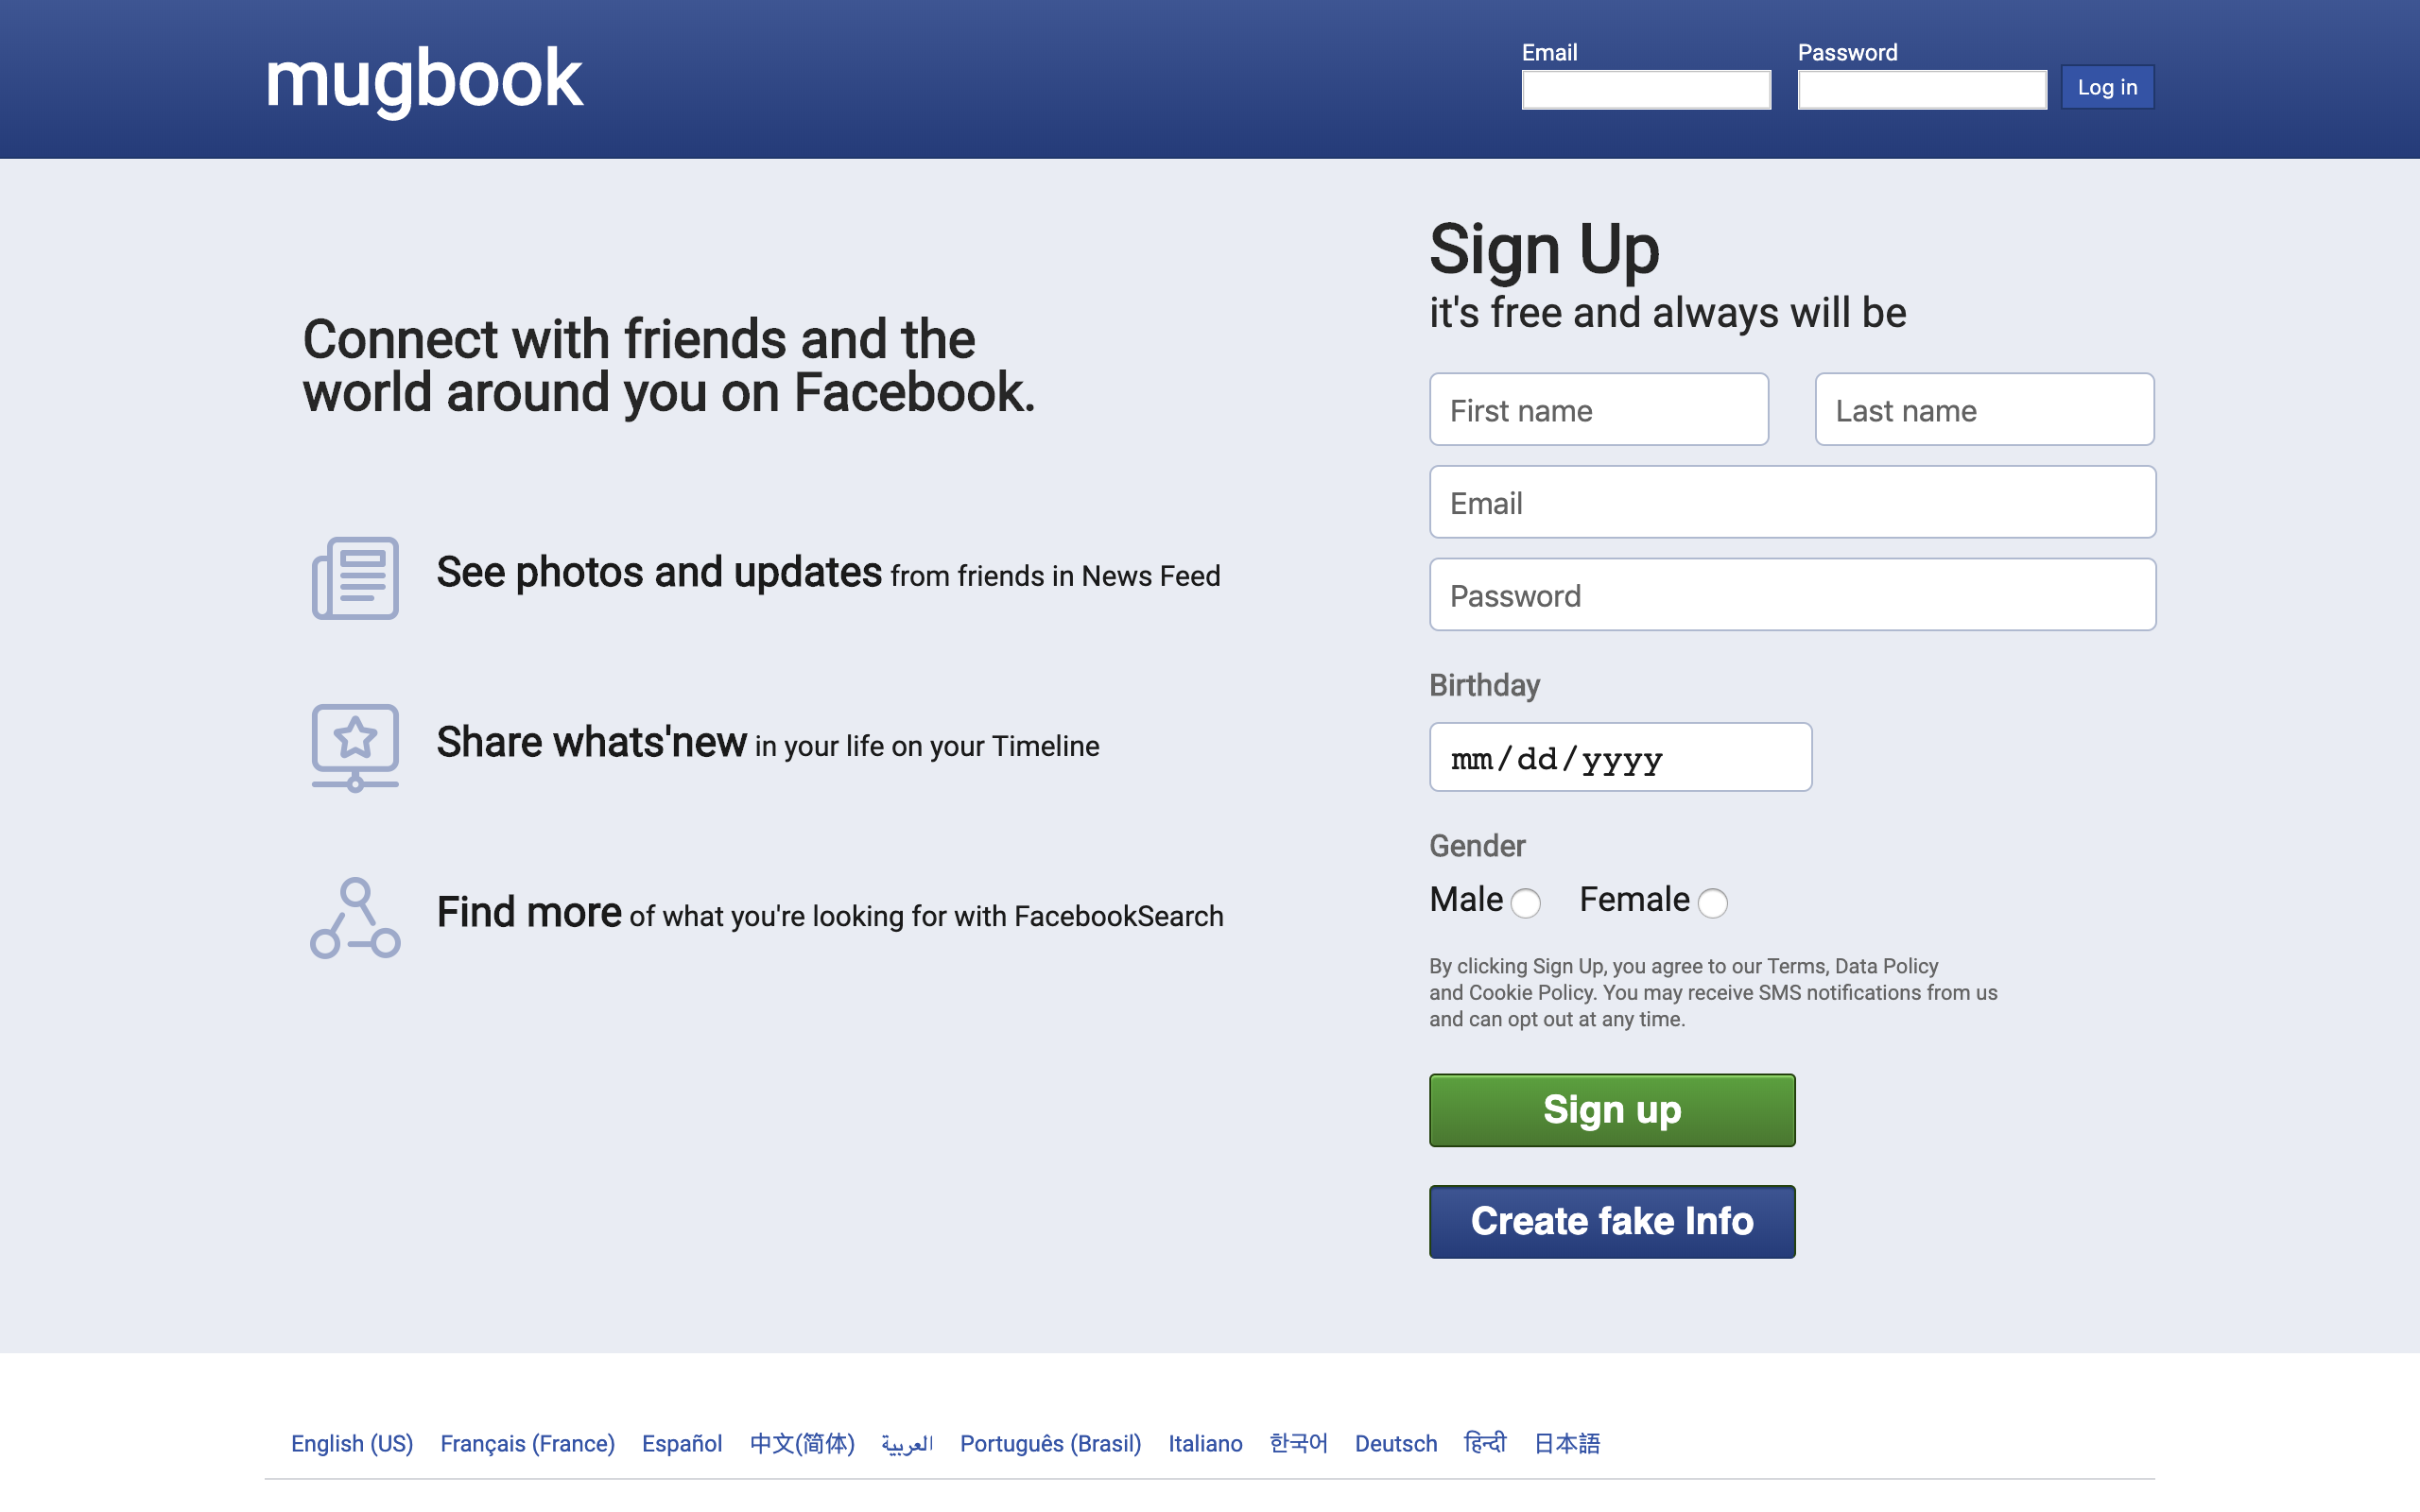 mugbook
Email
Password
Log in
Sign Up
it's free and always will be
Connect with friends and the
world around you on Facebook.
First name
Last name
Email
Password
See photos and updates from friends in News Feed
Share whats'new in your life on your Timeline
Find more of what you're looking for with FacebookSearch
Birthday
mm/dd/yyyy
Gender
Male
Female
By clicking Sign Up, you agree to our Terms, Data Policy
and Cookie Policy. You may receive SMS notifications from us
and can opt out at any time.
Sign up
Create fake Info
English (US) Français (France) Español 中文(简体) العربية Português (Brasil) Italiano 한국어 Deutsch हिन्दी 日本語